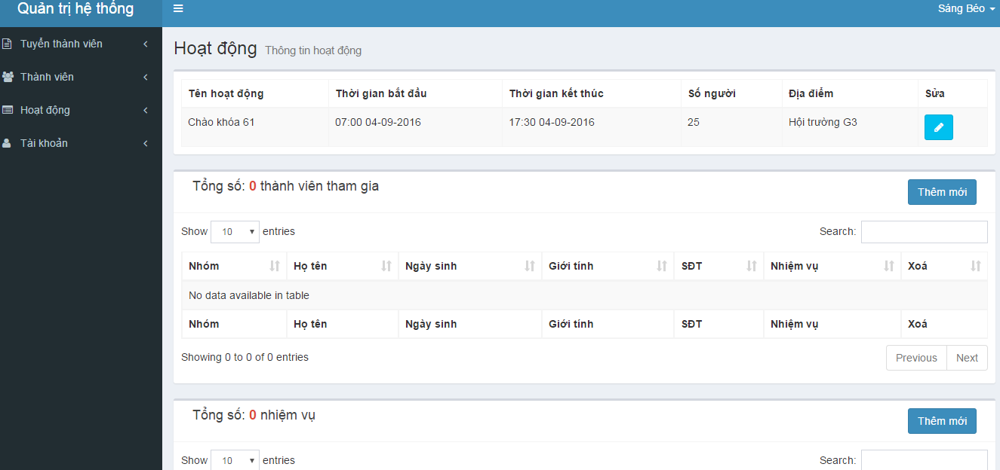 Quản trị hệ thống
Sáng Béo
Tuyển thành viên
Thành viên
Hoạt động
Tài khoản
Hoạt động Thông tin hoạt động
Tên hoạt động Thời gian bắt đầu Thời gian kết thúc Số người Địa điểm Sửa
Chào khóa 61 07:00 04-09-2016 17:30 04-09-2016 25 Hội trường G3
Tổng số: 0 thành viên tham gia Thêm mới
Show 10 entries Search:
Nhóm Họ tên Ngày sinh Giới tính SĐT Nhiệm vụ Xoá
No data available in table
Nhóm Họ tên Ngày sinh Giới tính SĐT Nhiệm vụ Xoá
Showing 0 to 0 of 0 entries Previous Next
Tổng số: 0 nhiệm vụ Thêm mới
Show 10 entries Search: